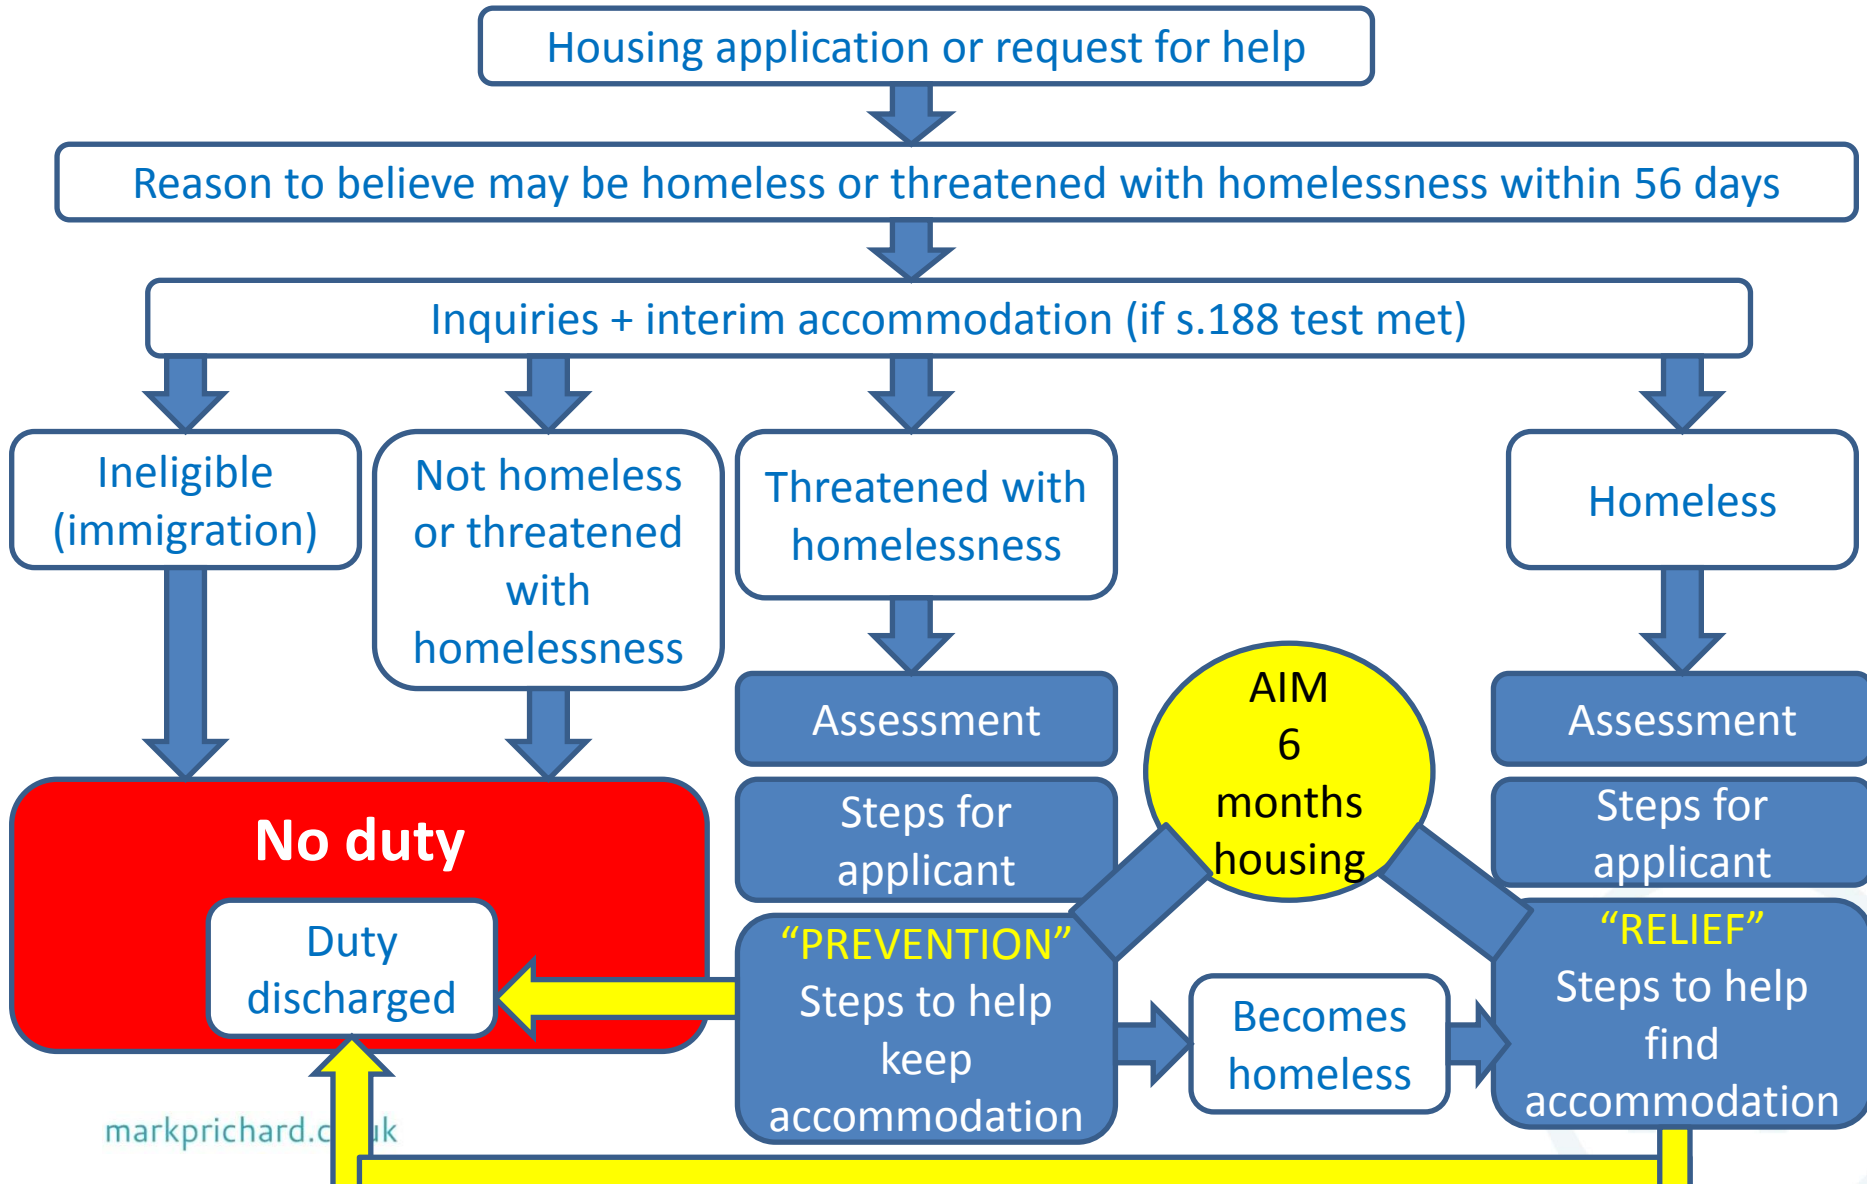 Housing application or request for help
Reason to believe may be homeless or threatened with homelessness within 56 days
Inquiries + interim accommodation (if s.188 test met)
Ineligible
(immigration)
Not homeless
or threatened
with
homelessness
Threatened with
homelessness
Homeless
Assessment
Steps for
applicant
“PREVENTION”
Steps to help
keep
accommodation
AIM
6
months
housing
Assessment
Steps for
applicant
“RELIEF”
Steps to help
find
accommodation
Becomes
homeless
No duty
Duty
discharged
markprichard.c uk